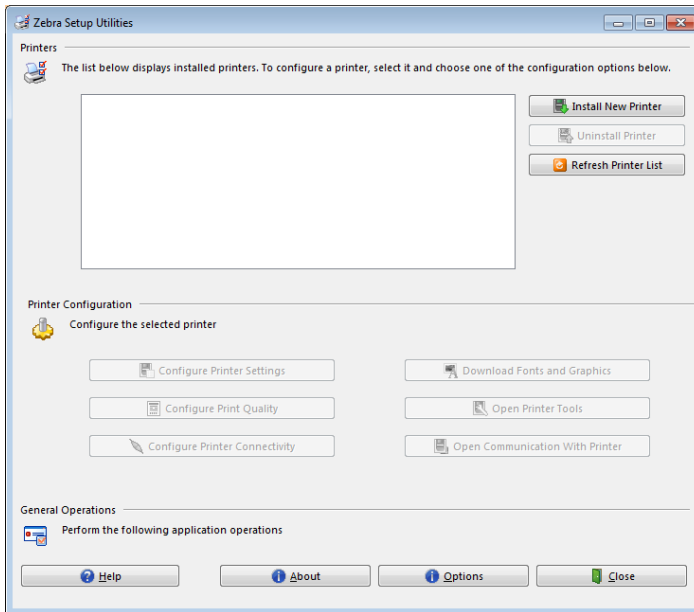 Zebra Setup Utilities
Printers
The list below displays installed printers. To configure a printer, select it and choose one of the configuration options below.
Install New Printer
Uninstall Printer
Refresh Printer List
Printer Configuration
Configure the selected printer
Configure Printer Settings
Download Fonts and Graphics
Configure Print Quality
Open Printer Tools
Configure Printer Connectivity
Open Communication With Printer
General Operations
Perform the following application operations
Help
About
Options
Close